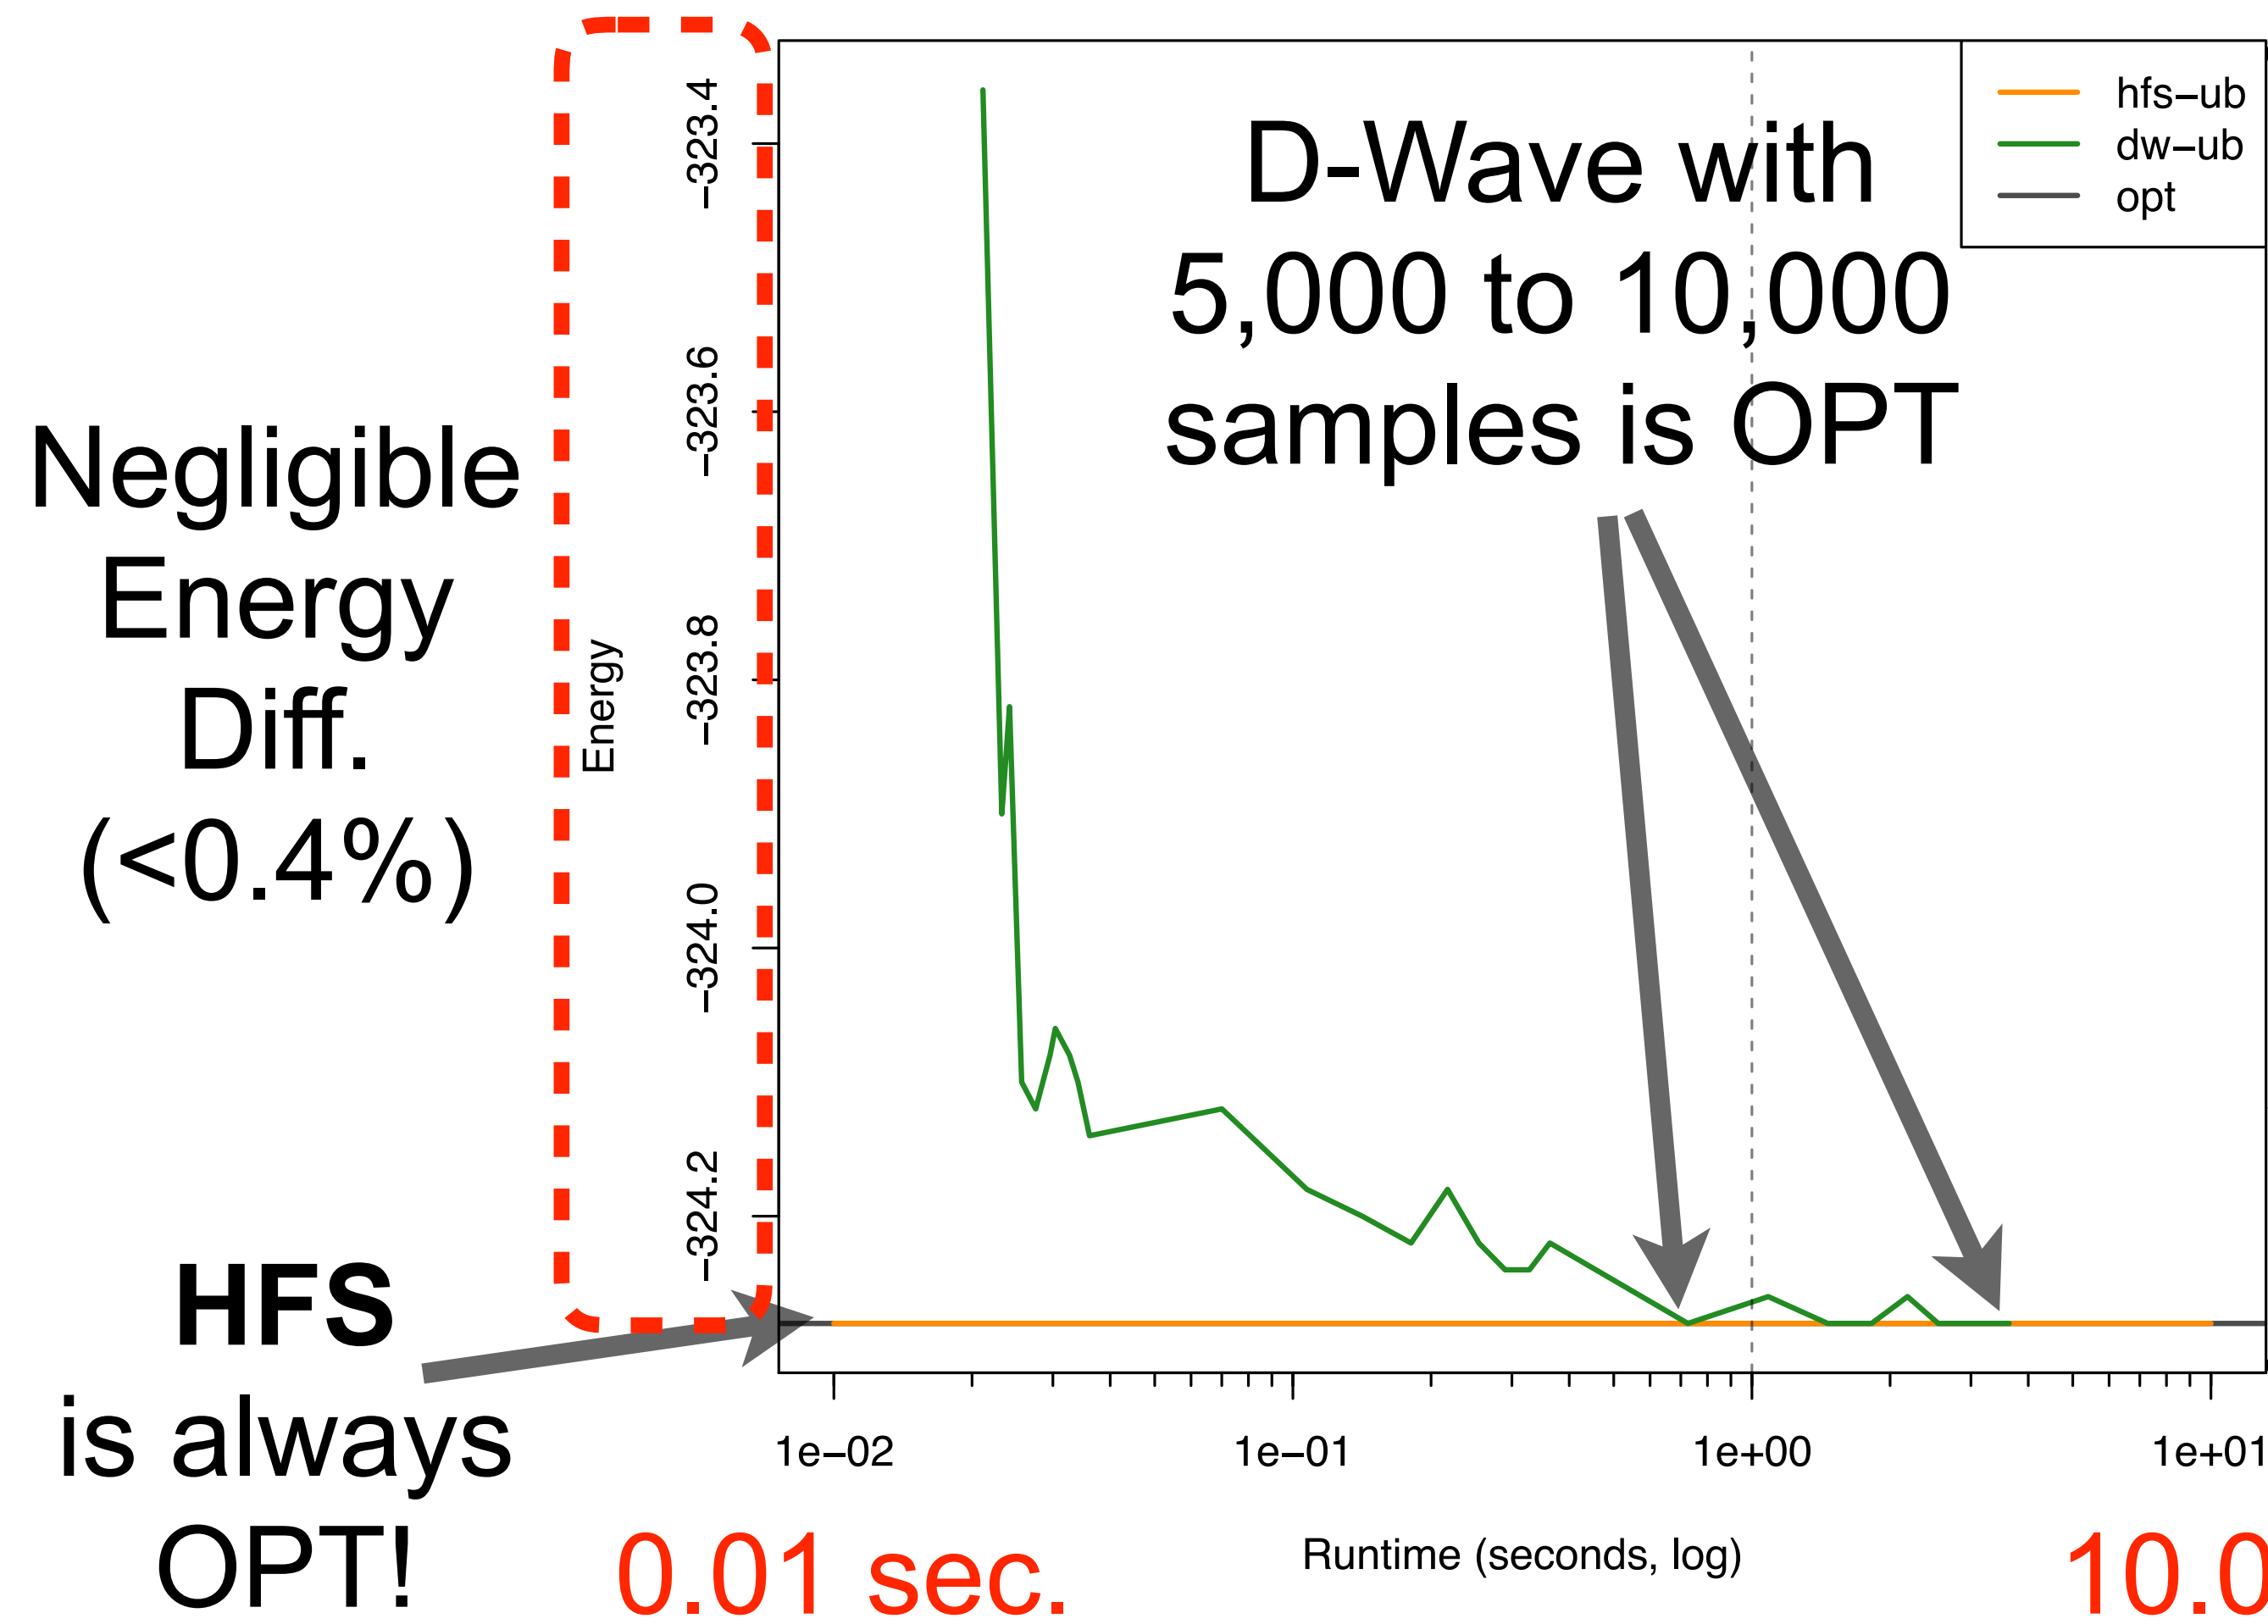 Negligible
Energy
Diff.
(<0.4%)
HFS
is always
OPT!
Energy
−323.4
−323.6
−323.8
−324.0
−324.2
D-Wave with
5,000 to 10,000
samples is OPT
hfs−ub
dw−ub
opt
1e−02
1e−01
1e+00
1e+01
Runtime (seconds, log)
0.01 sec.
10.0